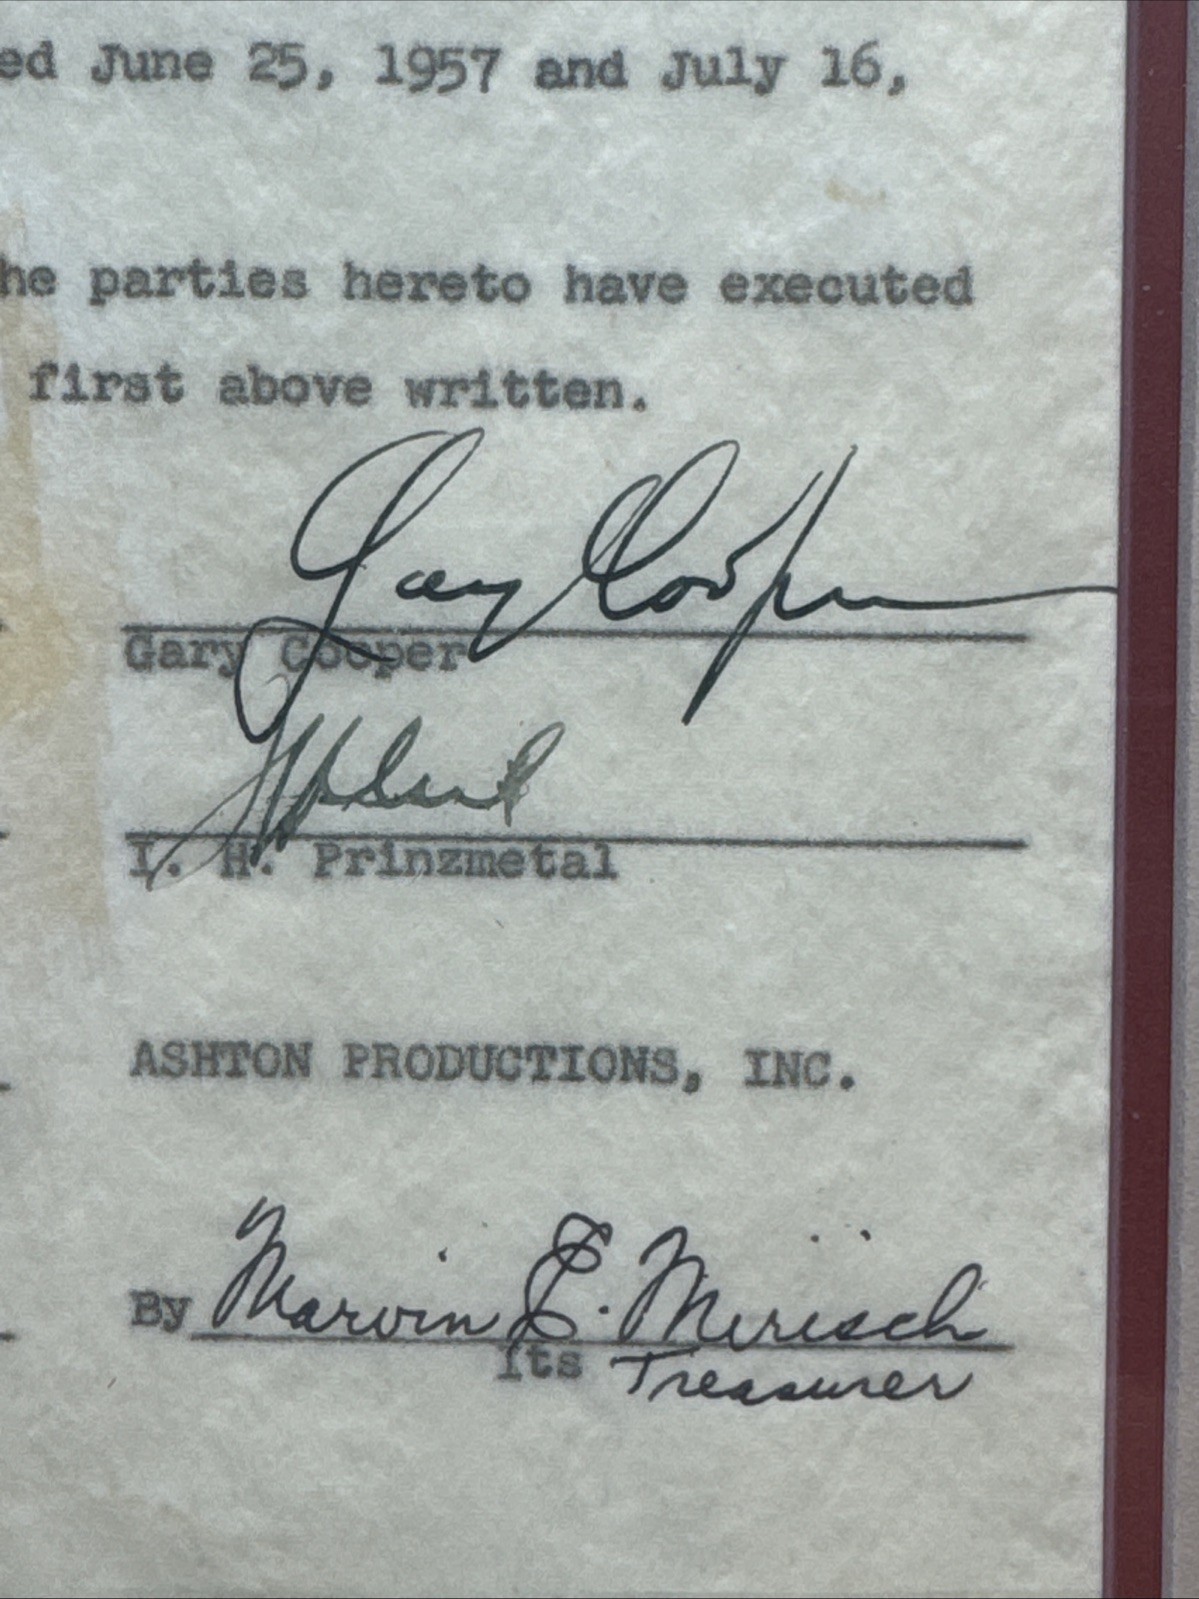 ed June 25, 1957 and July 16,
he parties hereto have executed
first above written.
Gary Cooper
Gary Cooper
I. H. Prinzmetal
ASHTON PRODUCTIONS, INC.
By Marvin E. Mirisch
Its Treasurer